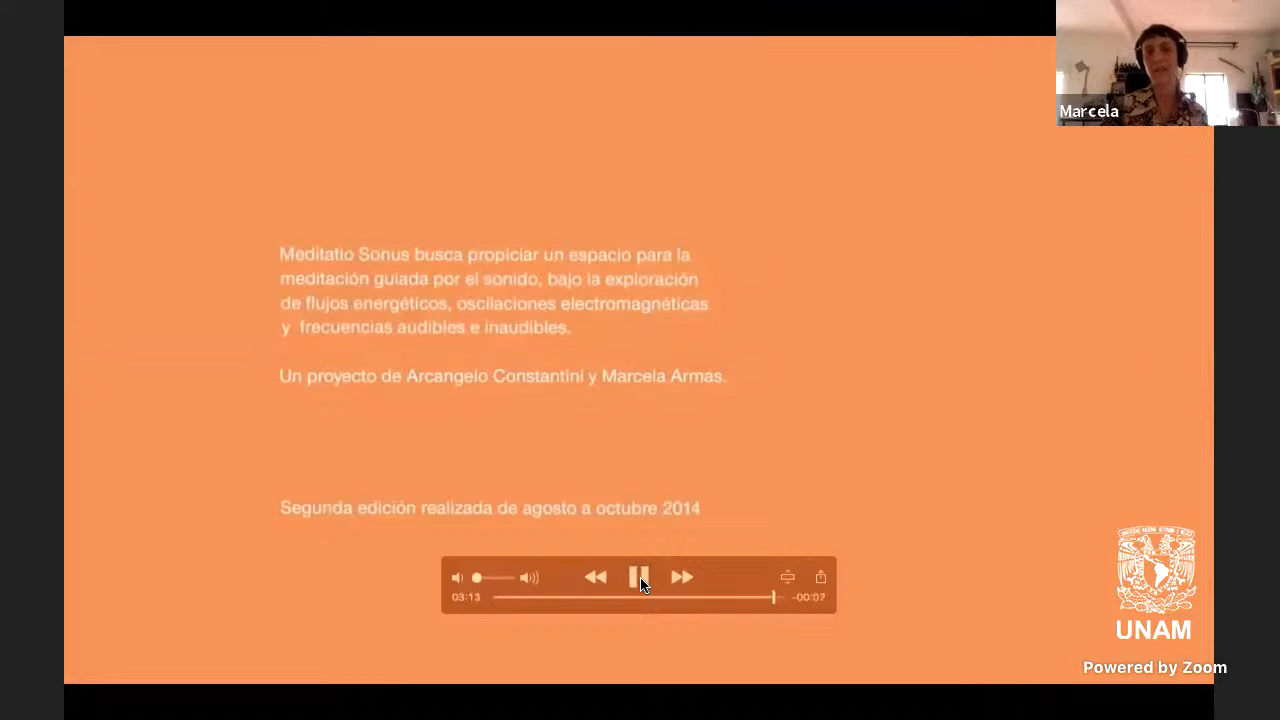 Marcela
Meditatio Sonus busca propiciar un espacio para la
meditación guiada por el sonido, bajo la exploración
de flujos energéticos, oscilaciones electromagnéticas
y frecuencias audibles e inaudibles.
Un proyecto de Arcangelo Constantini y Marcela Armas.
Segunda edición realizada de agosto a octubre 2014
03:13
-00:02
UNAM
Powered by Zoom